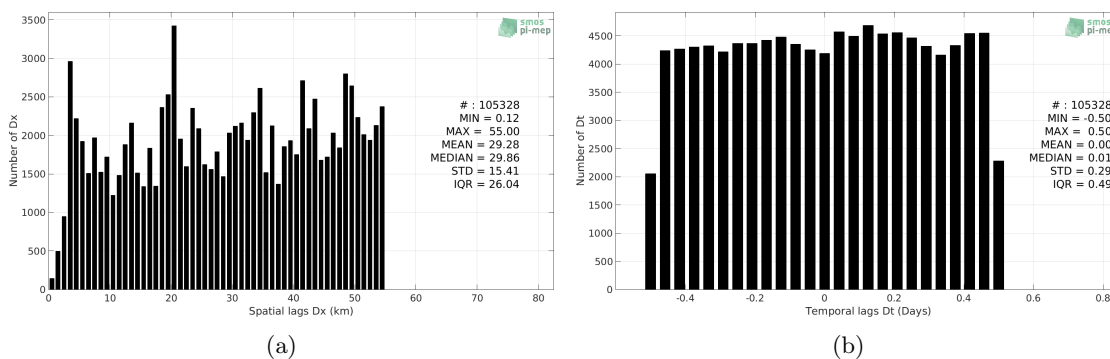 3500
3000
2500
2000
1500
1000
500
0
Number of Dx
0 10 20 30 40 50 60 70 80
Spatial lags Dx (km)
smos
pi-mep
# : 105328
MIN = 0.12
MAX = 55.00
MEAN = 29.28
MEDIAN = 29.86
STD = 15.41
IQR = 26.04
(a)
4500
4000
3500
3000
2500
2000
1500
1000
500
0
Number of Dt
-0.4 -0.2 0 0.2 0.4 0.6 0.8
Temporal lags Dt (Days)
smos
pi-mep
# : 105328
MIN = -0.50
MAX = 0.50
MEAN = 0.00
MEDIAN = 0.01
STD = 0.29
IQR = 0.49
(b)